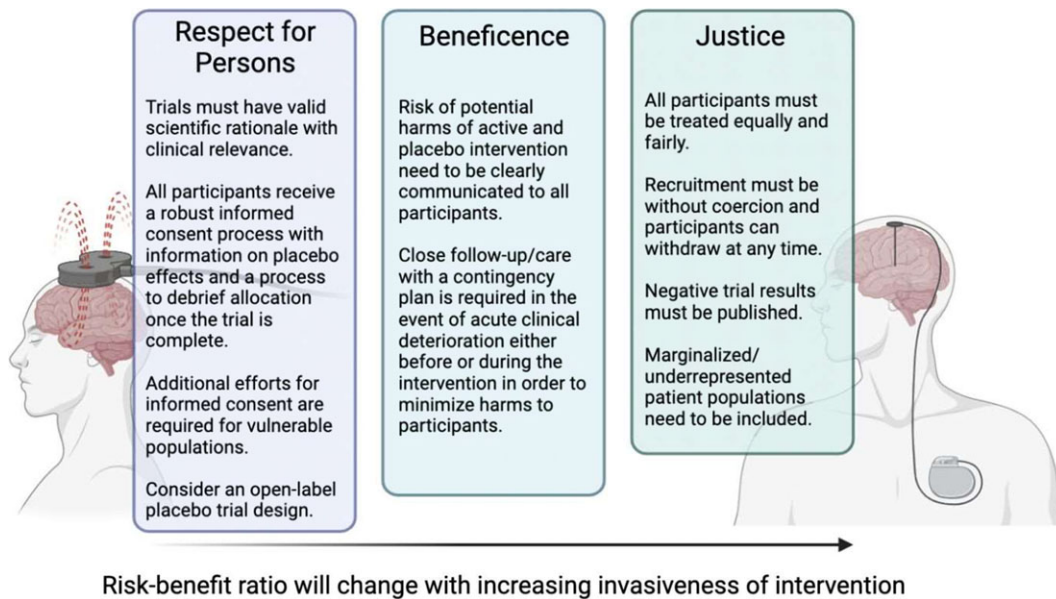 Respect for
Persons
Trials must have valid
scientific rationale with
clinical relevance.
All participants receive
a robust informed
consent process with
information on placebo
effects and a process
to debrief allocation
once the trial is
complete.
Additional efforts for
informed consent are
required for vulnerable
populations.
Consider an open-label
placebo trial design.
Beneficence
Risk of potential
harms of active and
placebo intervention
need to be clearly
communicated to all
participants.
Close follow-up/care
with a contingency
plan is required in the
event of acute clinical
deterioration either
before or during the
intervention in order to
minimize harms to
participants.
Justice
All participants must
be treated equally and
fairly.
Recruitment must be
without coercion and
participants can
withdraw at any time.
Negative trial results
must be published.
Marginalized/
underrepresented
patient populations
need to be included.
Risk-benefit ratio will change with increasing invasiveness of intervention